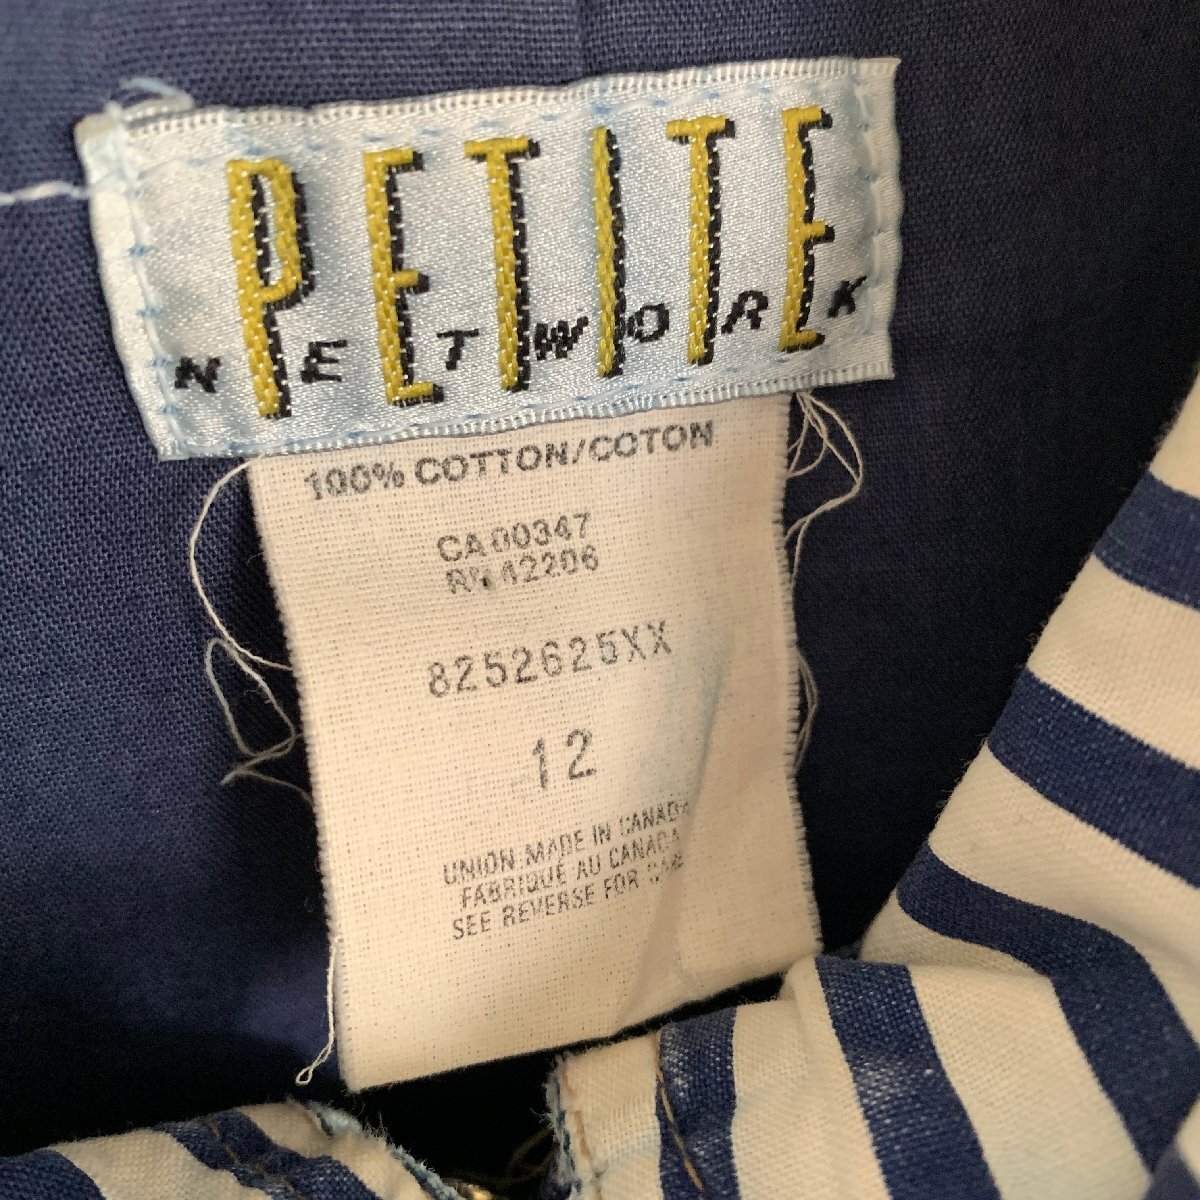 PETITE
NETWORK
100% COTTON/COTON
CA 00347
RN 42206
8252625XX
12
UNION MADE IN CANADA
FABRIQUÉ AU CANADA
SEE REVERSE FOR CARE